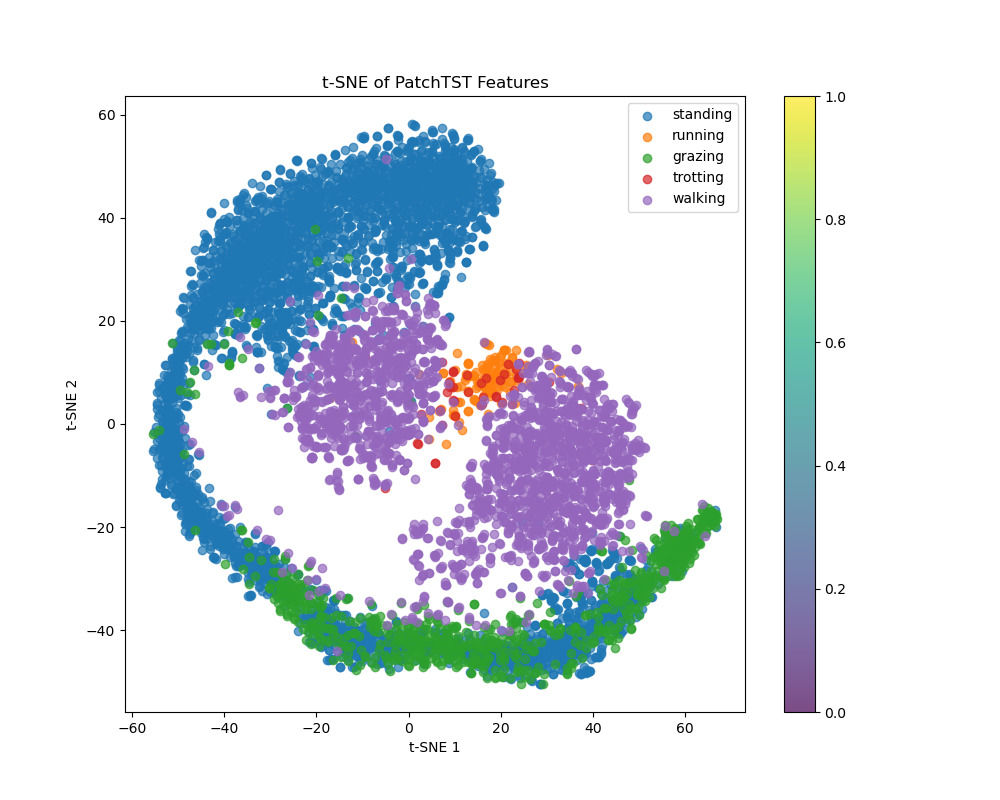 t-SNE of PatchTST Features
60
40
20
0
−20
−40
−60
−40
−20
0
20
40
60
t-SNE 1
t-SNE 2
standing
running
grazing
trotting
walking
1.0
0.8
0.6
0.4
0.2
0.0